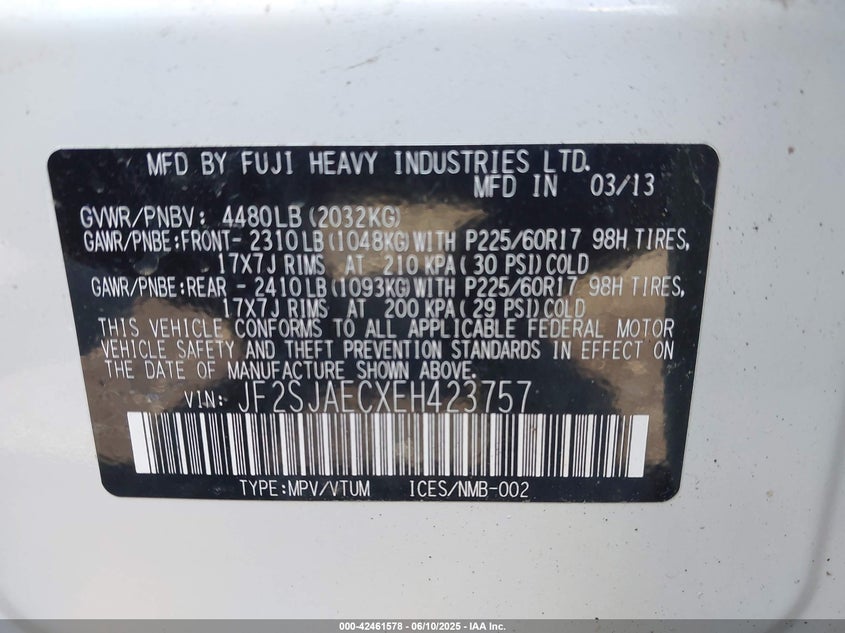 MFD BY FUJI HEAVY INDUSTRIES LTD.
MFD IN 03/13
GVWR/PNBV: 4480LB(2032KG)
GAWR/PNBE:FRONT- 2310LB(1048KG)WITH P225/60R17 98H TIRES,
17X7J RIMS AT 210 KPA( 30 PSI)COLD
GAWR/PNBE:REAR - 2410LB(1093KG)WITH P225/60R17 98H TIRES,
17X7J RIMS AT 200 KPA( 29 PSI)COLD
THIS VEHICLE CONFORMS TO ALL APPLICABLE FEDERAL MOTOR
VEHICLE SAFETY AND THEFT PREVENTION STANDARDS IN EFFECT ON
THE DATE OF MANUFACTURE SHOWN ABOVE.
VIN: JF2SJAECXEH423757
TYPE:MPV/VTUM ICES/NMB-002
000-42461578 - 06/10/2025 - IAA Inc.